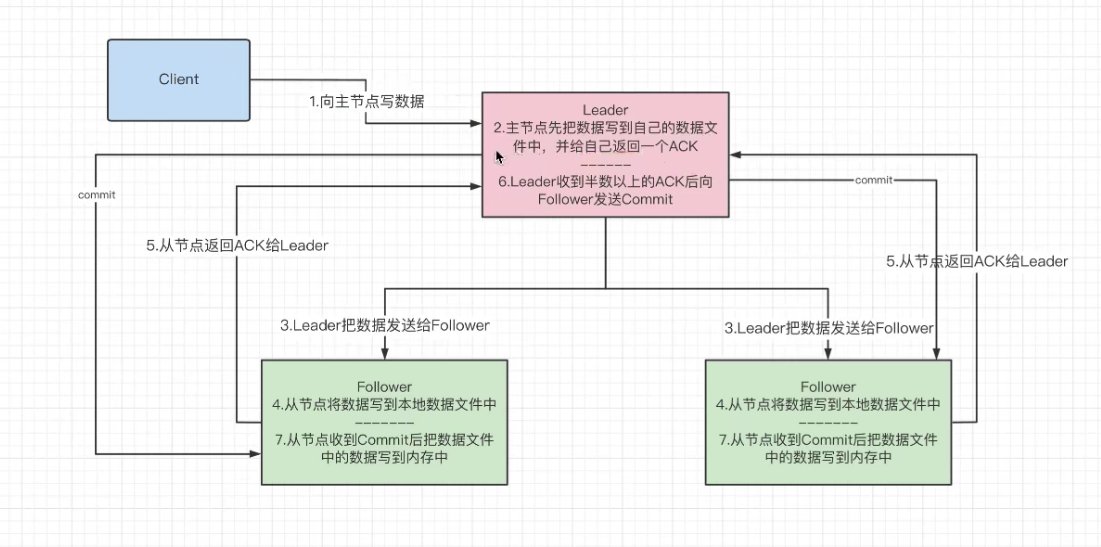 Client
1.向主节点写数据
Leader
2.主节点先把数据写到自己的数据文
件中，并给自己返回一个ACK
––––––
6.Leader收到半数以上的ACK后向
Follower发送Commit
commit
commit
5.从节点返回ACK给Leader
5.从节点返回ACK给Leader
3.Leader把数据发送给Follower
3.Leader把数据发送给Follower
Follower
4.从节点将数据写到本地数据文件中
–––––––
7.从节点收到Commit后把数据文件
中的数据写到内存中
Follower
4.从节点将数据写到本地数据文件中
–––––––
7.从节点收到Commit后把数据文件
中的数据写到内存中